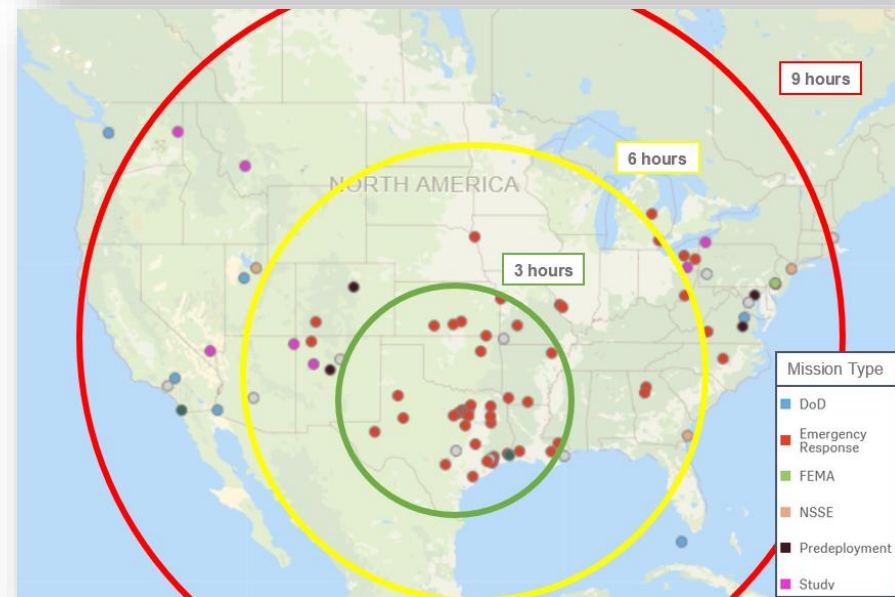 9 hours
6 hours
NORTH AMERICA
3 hours
Mission Type
DoD
Emergency
Response
FEMA
NSSE
Predeployment
Study